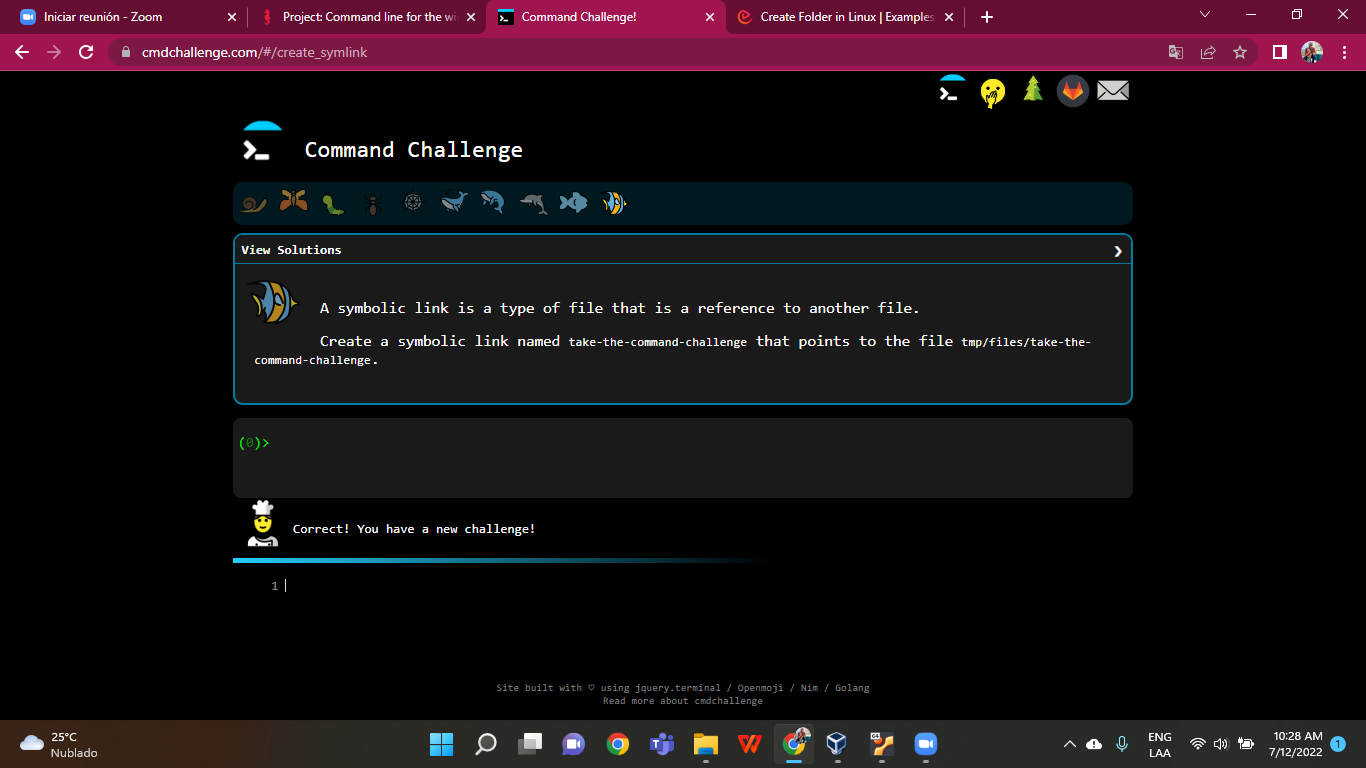 Iniciar reunión - Zoom
Project: Command line for the wi
Command Challenge!
Create Folder in Linux | Examples
cmdchallenge.com/#/create_symlink
Command Challenge
View Solutions
A symbolic link is a type of file that is a reference to another file.
Create a symbolic link named take-the-command-challenge that points to the file tmp/files/take-the-
command-challenge.
(0)>
Correct! You have a new challenge!
1
Site built with ♡ using jquery.terminal / Openmoji / Nim / Golang
Read more about cmdchallenge
25°C
Nublado
ENG
LAA
10:28 AM
7/12/2022
1